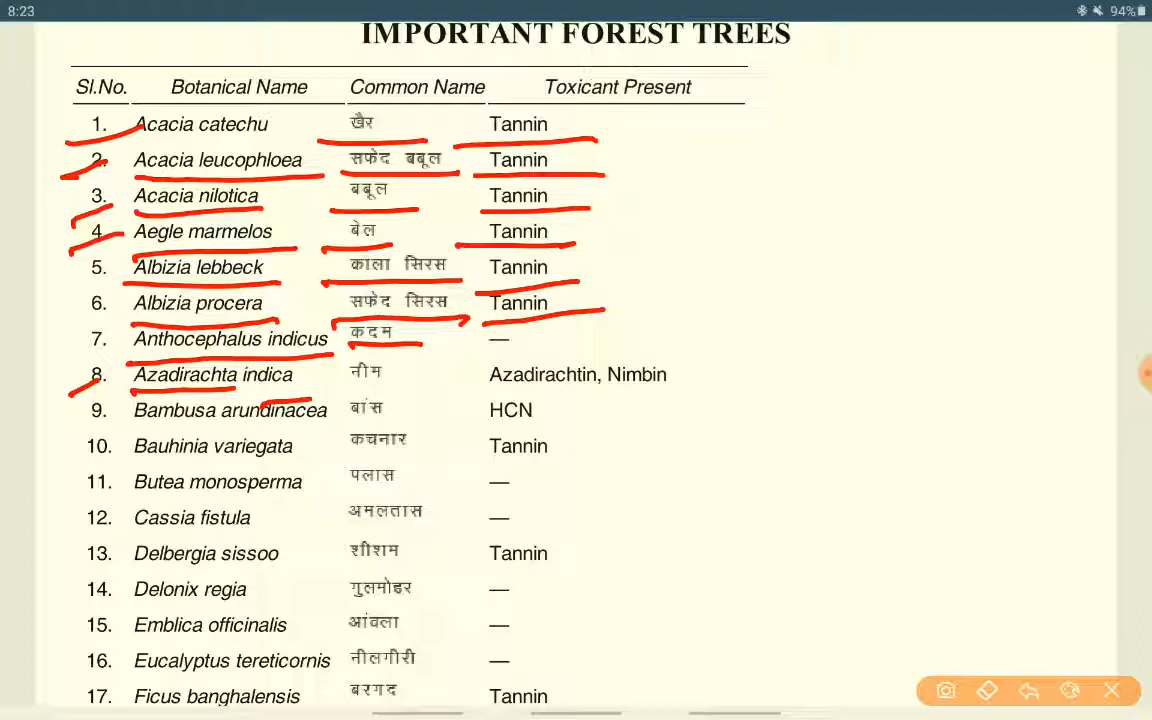 8:23 94%
IMPORTANT FOREST TREES
Sl.No. Botanical Name Common Name Toxicant Present
1. Acacia catechu खैर Tannin
2. Acacia leucophloea सफेद बबूल Tannin
3. Acacia nilotica बबूल Tannin
4. Aegle marmelos बेल Tannin
5. Albizia lebbeck काला सिरस Tannin
6. Albizia procera सफेद सिरस Tannin
7. Anthocephalus indicus कदम —
8. Azadirachta indica नीम Azadirachtin, Nimbin
9. Bambusa arundinacea बांस HCN
10. Bauhinia variegata कचनार Tannin
11. Butea monosperma पलास —
12. Cassia fistula अमलतास —
13. Delbergia sissoo शीशम Tannin
14. Delonix regia गुलमोहर —
15. Emblica officinalis आंवला —
16. Eucalyptus tereticornis नीलगीरी —
17. Ficus banghalensis बरगद Tannin